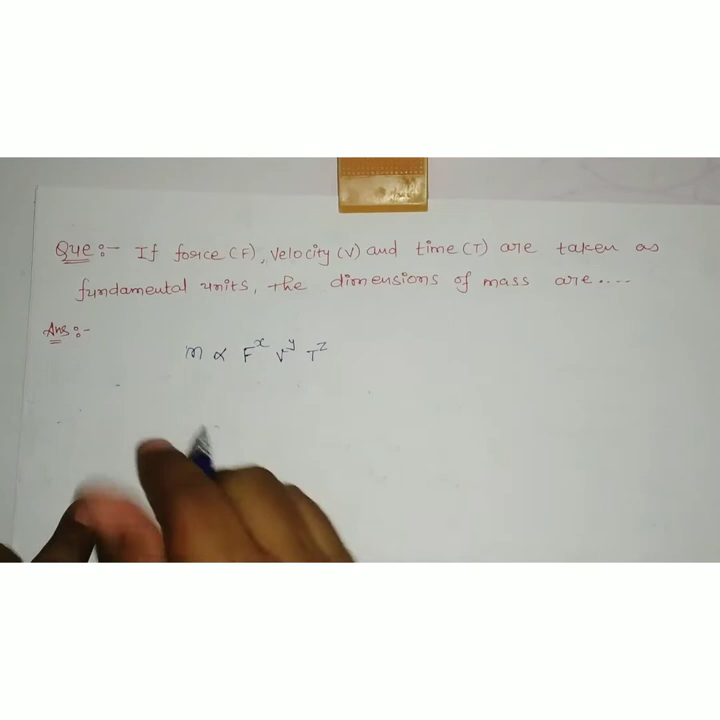 Que:- If force (F), velocity (V) and time (T) are taken as
fundamental units, the dimensions of mass are....
Ans:-
m ∝ F^x V^y T^z